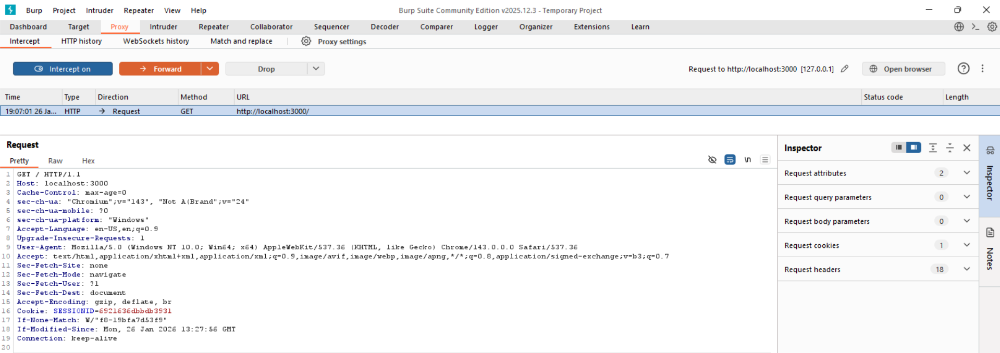 Burp Project Intruder Repeater View Help Burp Suite Community Edition v2025.12.3 - Temporary Project
Dashboard Target Proxy Intruder Repeater Collaborator Sequencer Decoder Comparer Logger Organizer Extensions Learn
Intercept HTTP history WebSockets history Match and replace Proxy settings
Intercept on Forward Drop Request to http://localhost:3000 [127.0.0.1] Open browser
Time Type Direction Method URL Status code Length
19:07:01 26 Ja... HTTP → Request GET http://localhost:3000/
Request
Pretty Raw Hex \n
1 GET / HTTP/1.1
2 Host: localhost:3000
3 Cache-Control: max-age=0
4 sec-ch-ua: "Chromium";v="143", "Not A(Brand";v="24"
5 sec-ch-ua-mobile: ?0
6 sec-ch-ua-platform: "Windows"
7 Accept-Language: en-US,en;q=0.9
8 Upgrade-Insecure-Requests: 1
9 User-Agent: Mozilla/5.0 (Windows NT 10.0; Win64; x64) AppleWebKit/537.36 (KHTML, like Gecko) Chrome/143.0.0.0 Safari/537.36
10 Accept: text/html,application/xhtml+xml,application/xml;q=0.9,image/avif,image/webp,image/apng,*/*;q=0.8,application/signed-exchange;v=b3;q=0.7
11 Sec-Fetch-Site: none
12 Sec-Fetch-Mode: navigate
13 Sec-Fetch-User: ?1
14 Sec-Fetch-Dest: document
15 Accept-Encoding: gzip, deflate, br
16 Cookie: SESSIONID=6921636dbbdb3931
17 If-None-Match: W/"f8-19bfa7d53f9"
18 If-Modified-Since: Mon, 26 Jan 2026 13:27:56 GMT
19 Connection: keep-alive
20
Inspector
Request attributes 2
Request query parameters 0
Request body parameters 0
Request cookies 1
Request headers 18
Inspector
Notes